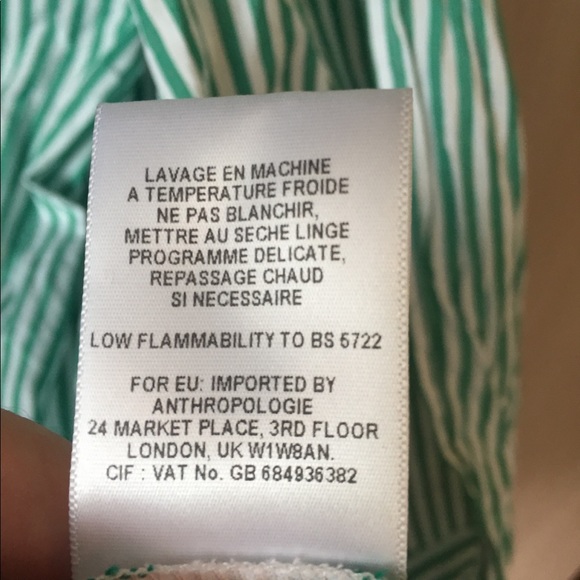 LAVAGE EN MACHINE
A TEMPERATURE FROIDE
NE PAS BLANCHIR,
METTRE AU SECHE LINGE
PROGRAMME DELICATE,
REPASSAGE CHAUD
SI NECESSAIRE
LOW FLAMMABILITY TO BS 5722
FOR EU: IMPORTED BY
ANTHROPOLOGIE
24 MARKET PLACE, 3RD FLOOR
LONDON, UK W1W8AN.
CIF : VAT No. GB 684936382